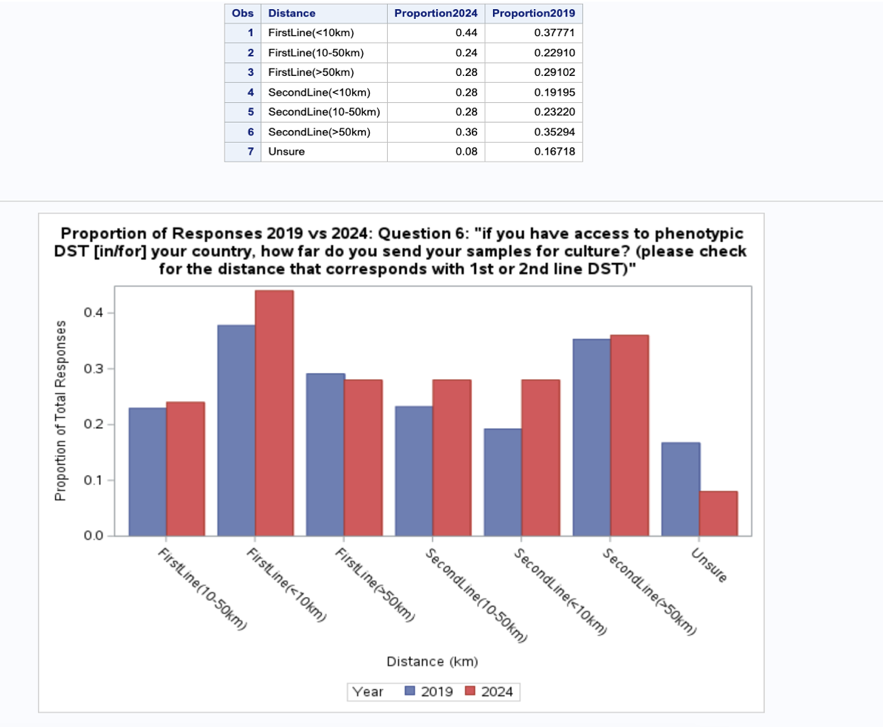 Obs Distance Proportion2024 Proportion2019
1 FirstLine(<10km) 0.44 0.37771
2 FirstLine(10-50km) 0.24 0.22910
3 FirstLine(>50km) 0.28 0.29102
4 SecondLine(<10km) 0.28 0.19195
5 SecondLine(10-50km) 0.28 0.23220
6 SecondLine(>50km) 0.36 0.35294
7 Unsure 0.08 0.16718
Proportion of Responses 2019 vs 2024: Question 6: "if you have access to phenotypic
DST [in/for] your country, how far do you send your samples for culture? (please check
for the distance that corresponds with 1st or 2nd line DST)"
Proportion of Total Responses
0.4
0.3
0.2
0.1
0.0
FirstLine(10-50km)
FirstLine(<10km)
FirstLine(>50km)
SecondLine(10-50km)
SecondLine(<10km)
SecondLine(>50km)
Unsure
Distance (km)
Year 2019 2024